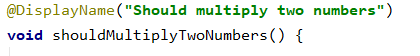 @DisplayName("Should multiply two numbers")
void shouldMultiplyTwoNumbers() {